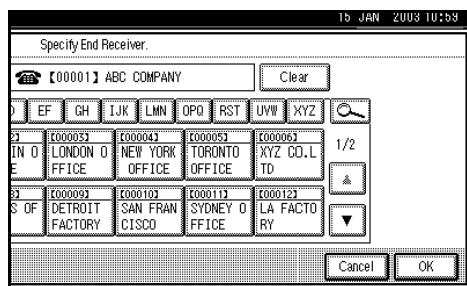 15 JAN 2003 10:59
Specify End Receiver.
【00001】ABC COMPANY
Clear
EF GH IJK LMN OPQ RST UVW XYZ
【00003】 【00004】 【00005】 【00006】
IN O LONDON O NEW YORK TORONTO XYZ CO.L 1/2
E FFICE OFFICE OFFICE TD
【00009】 【00010】 【00011】 【00012】
S OF DETROIT SAN FRAN SYDNEY O LA FACTO
FACTORY CISCO FFICE RY
Cancel OK